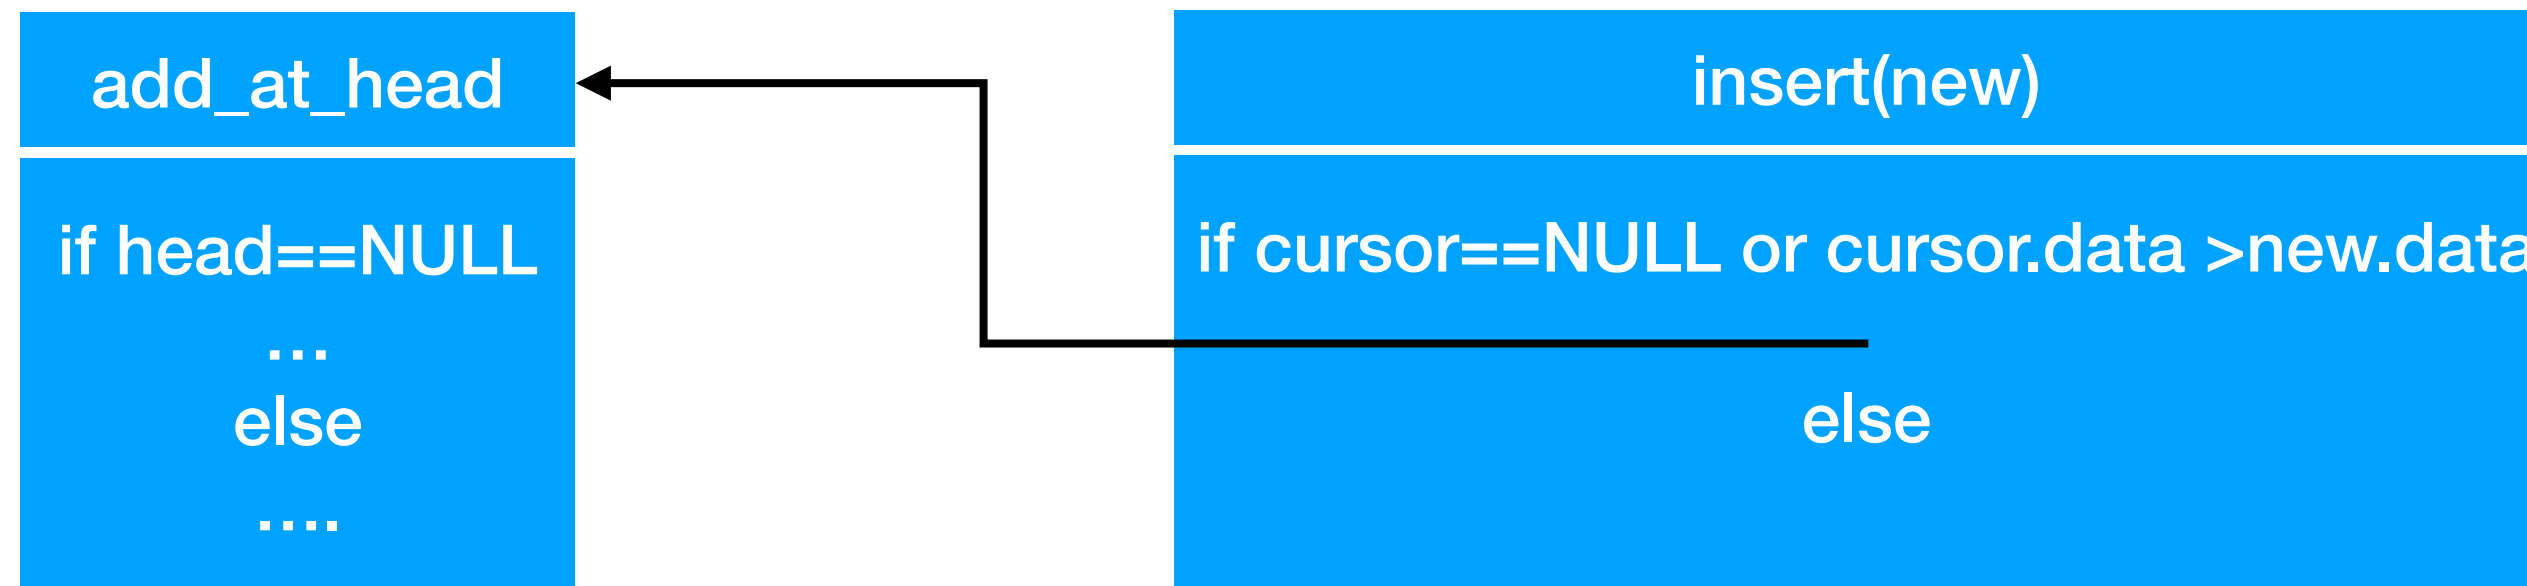 add_at_head
if head==NULL
...
else
....
insert(new)
if cursor==NULL or cursor.data >new.data
else